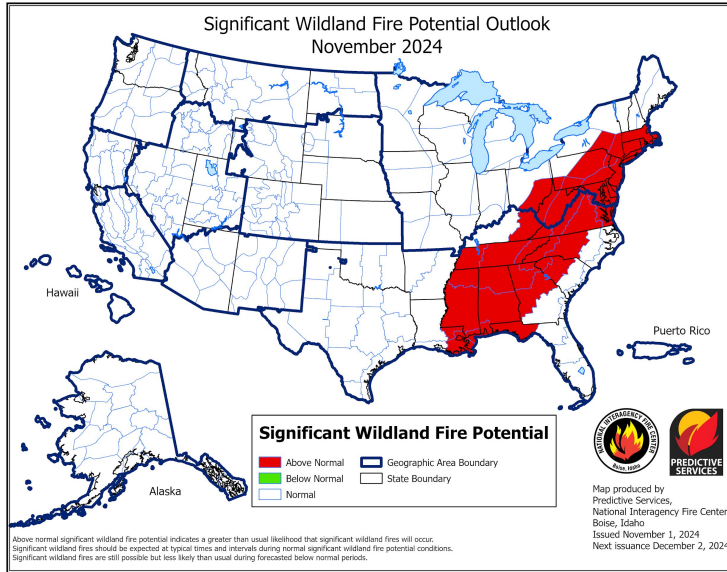 Significant Wildland Fire Potential Outlook
November 2024
Hawaii
Puerto Rico
Alaska
Significant Wildland Fire Potential
Above Normal
Geographic Area Boundary
Below Normal
State Boundary
Normal
NATIONAL INTERAGENCY FIRE CENTER
Boise, Idaho
PREDICTIVE
SERVICES
Map produced by
Predictive Services,
National Interagency Fire Center
Boise, Idaho
Issued November 1, 2024
Next issuance December 2, 2024
Above normal significant wildland fire potential indicates a greater than usual likelihood that significant wildland fires will occur.
Significant wildland fires should be expected at typical times and intervals during normal significant wildland fire potential conditions.
Significant wildland fires are still possible but less likely than usual during forecasted below normal periods.